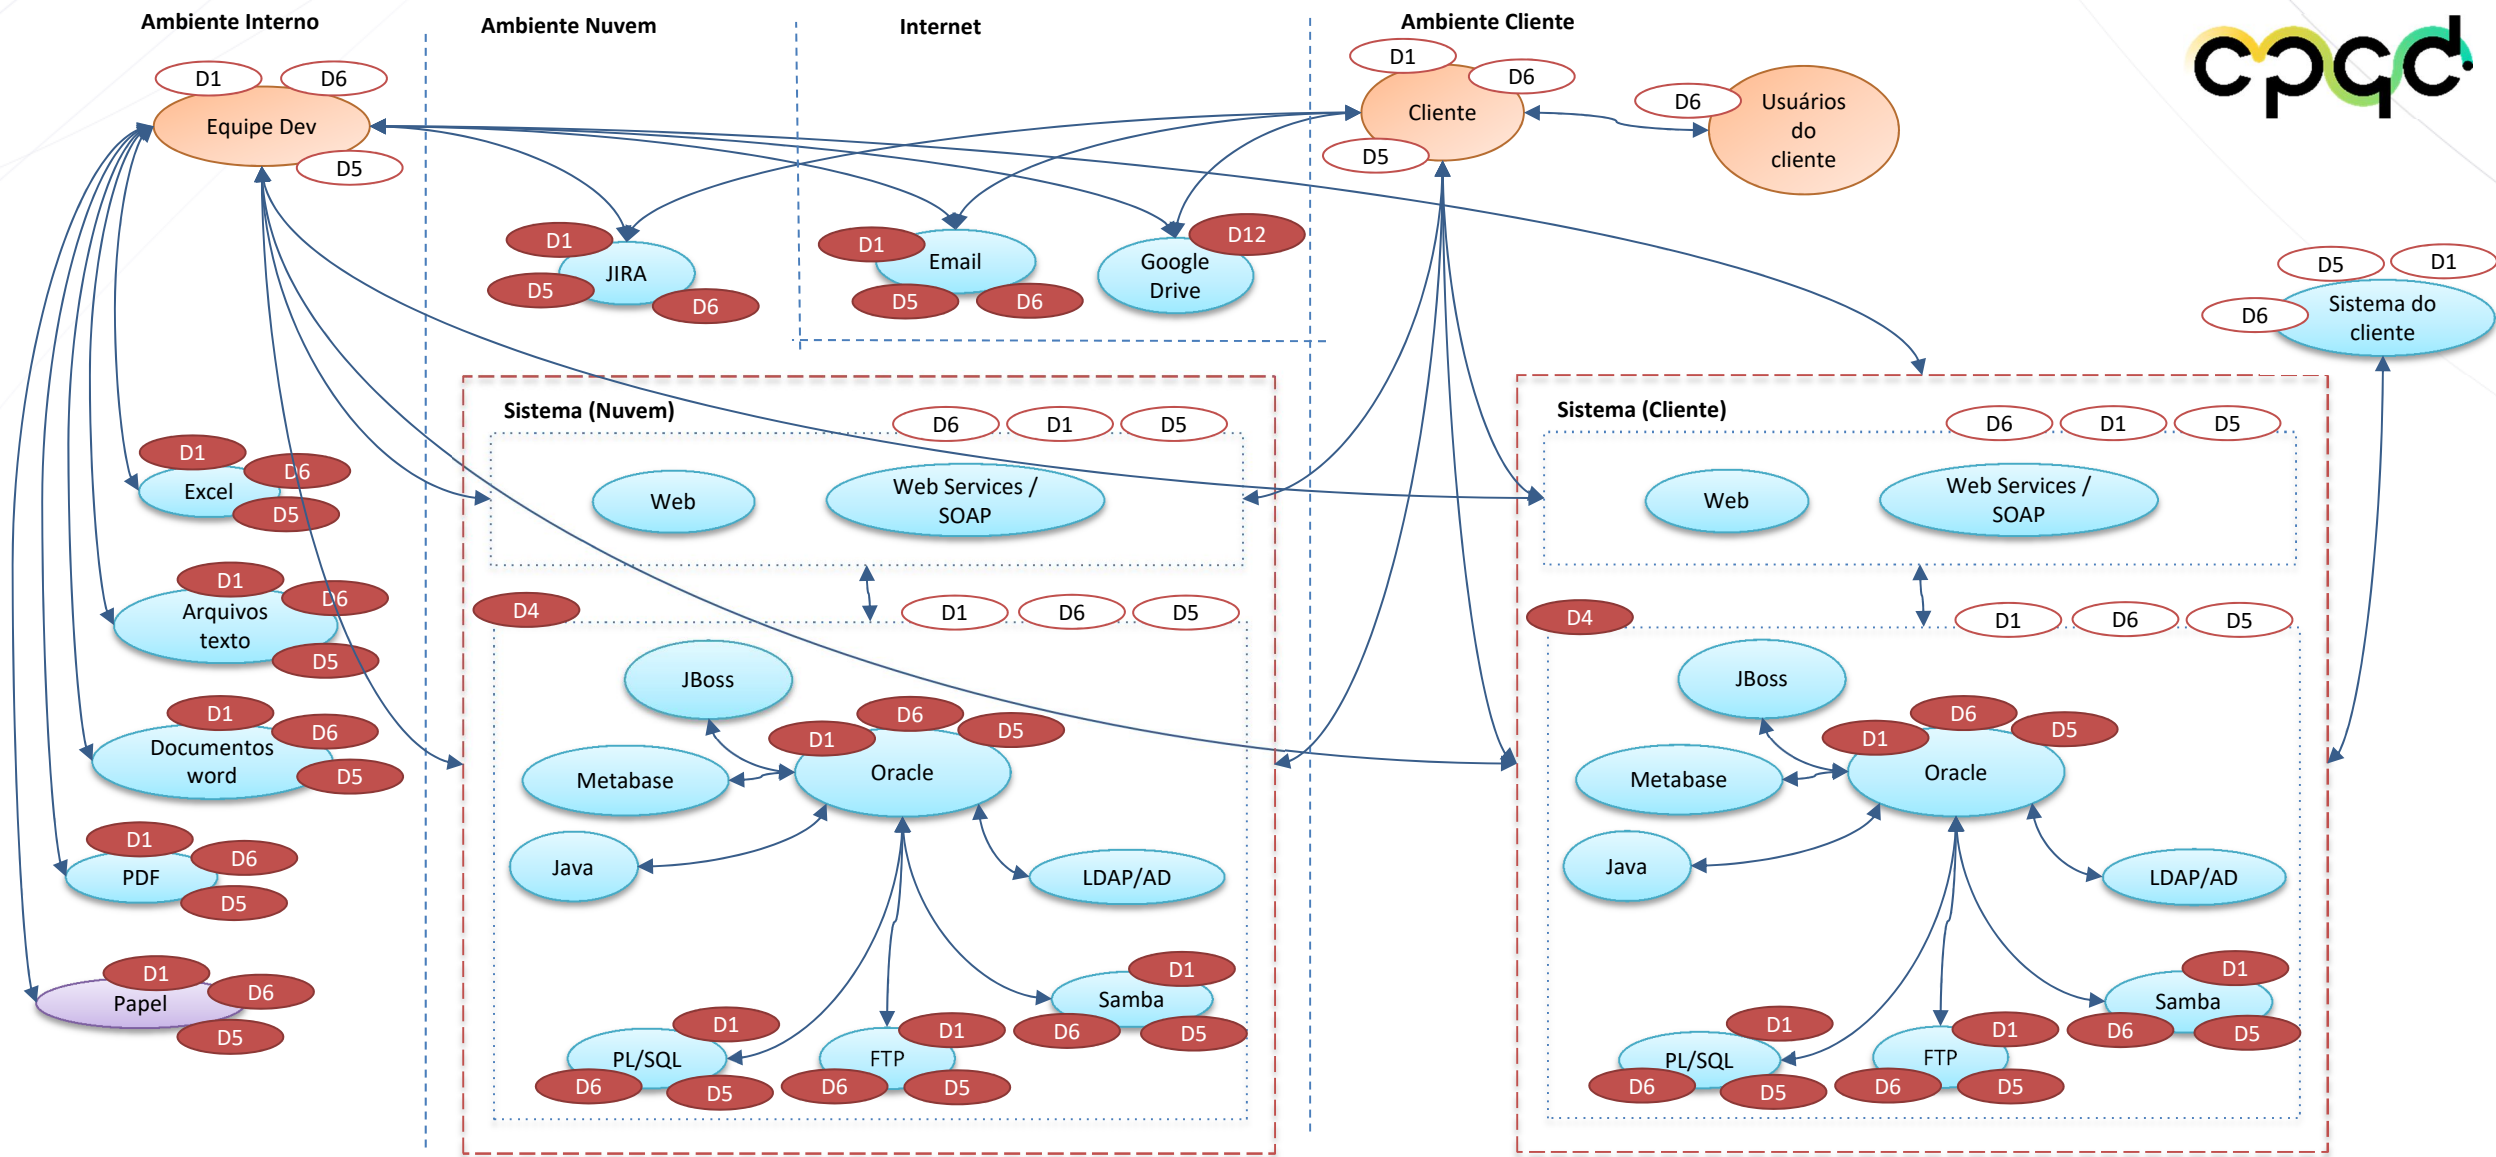 Ambiente Interno
Ambiente Nuvem
Internet
Ambiente Cliente
cpqd
D1
D6
Equipe Dev
D5
D1
D6
Cliente
D5
D6
Usuários
do
cliente
D1
JIRA
D5
D6
D1
Email
D5
D6
D12
Google
Drive
D5
D1
D6
Sistema do
cliente
D1
D6
Excel
D5
D1
D6
Arquivos
texto
D5
D1
D6
Documentos
word
D5
D1
D6
PDF
D5
D1
D6
Papel
D5
Sistema (Nuvem)
D6
D1
D5
Web
Web Services /
SOAP
D4
D1
D6
D5
JBoss
D6
D1
D5
Metabase
Oracle
Java
LDAP/AD
D1
Samba
D6
D5
D1
PL/SQL
D6
D5
D1
FTP
D6
D5
Sistema (Cliente)
D6
D1
D5
Web
Web Services /
SOAP
D4
D1
D6
D5
JBoss
D6
D1
D5
Metabase
Oracle
Java
LDAP/AD
D1
Samba
D6
D5
D1
PL/SQL
D6
D5
D1
FTP
D6
D5